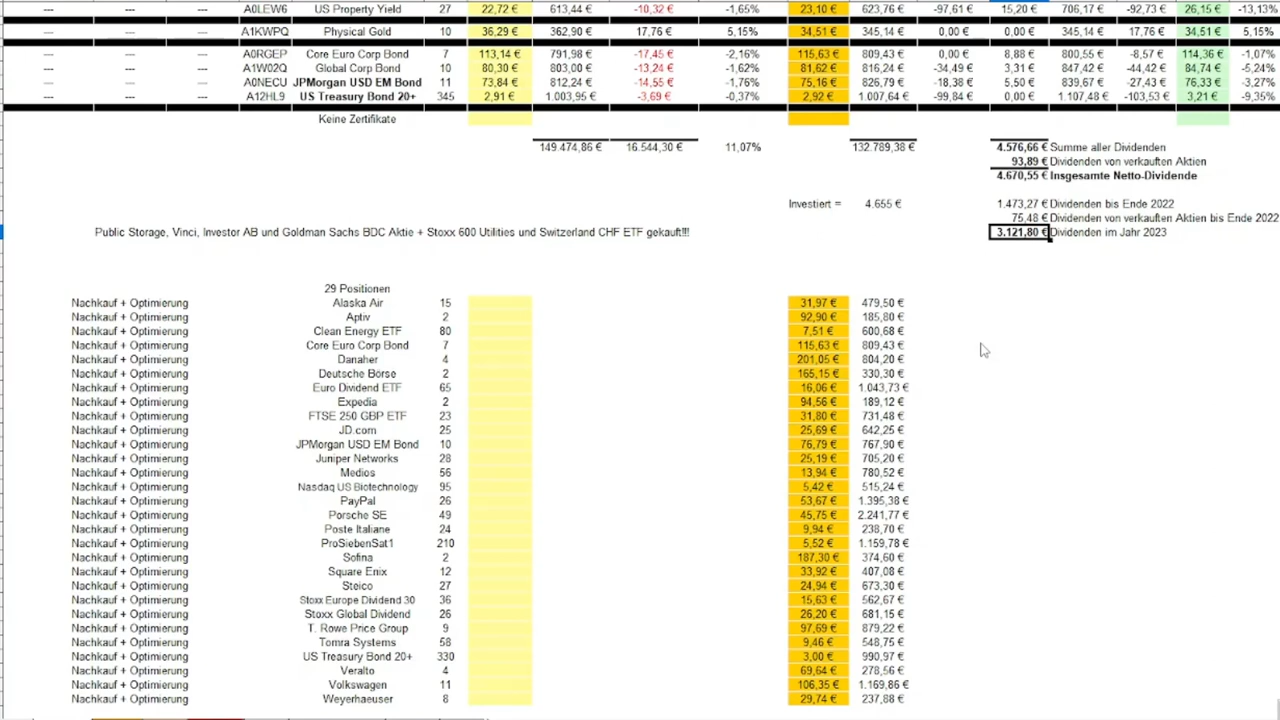 --- --- --- A0LEW6 US Property Yield 27 22,72 € 613,44 € -10,32 € -1,65% 23,10 € 623,76 € -97,61 € 15,20 € 706,17 € -92,73 € 26,15 € -13,13%
--- --- --- A1KWPQ Physical Gold 10 36,29 € 362,90 € 17,76 € 5,15% 34,51 € 345,14 € 0,00 € 0,00 € 345,14 € 17,76 € 34,51 € 5,15%
--- --- --- A0RGEP Core Euro Corp Bond 7 113,14 € 791,98 € -17,45 € -2,16% 115,63 € 809,43 € 0,00 € 8,88 € 800,55 € -8,57 € 114,36 € -1,07%
--- --- --- A1W02Q Global Corp Bond 10 80,30 € 803,00 € -13,24 € -1,62% 81,62 € 816,24 € -34,49 € 3,31 € 847,42 € -44,42 € 84,74 € -5,24%
--- --- --- A0NECU JPMorgan USD EM Bond 11 73,84 € 812,24 € -14,55 € -1,76% 75,16 € 826,79 € -18,38 € 5,50 € 839,67 € -27,43 € 76,33 € -3,27%
--- --- --- A12HL9 US Treasury Bond 20+ 345 2,91 € 1.003,95 € -3,69 € -0,37% 2,92 € 1.007,64 € -99,84 € 0,00 € 1.107,48 € -103,53 € 3,21 € -9,35%
Keine Zertifikate
149.474,86 € 16.544,30 € 11,07% 132.789,38 € 4.576,66 € Summe aller Dividenden
93,89 € Dividenden von verkauften Aktien
4.670,55 € Insgesamte Netto-Dividende
Investiert = 4.655 € 1.473,27 € Dividenden bis Ende 2022
75,48 € Dividenden von verkauften Aktien bis Ende 2022
Public Storage, Vinci, Investor AB und Goldman Sachs BDC Aktie + Stoxx 600 Utilities und Switzerland CHF ETF gekauft!!! 3.121,80 € Dividenden im Jahr 2023
29 Positionen
Nachkauf + Optimierung Alaska Air 15 31,97 € 479,50 €
Nachkauf + Optimierung Aptiv 2 92,90 € 185,80 €
Nachkauf + Optimierung Clean Energy ETF 80 7,51 € 600,68 €
Nachkauf + Optimierung Core Euro Corp Bond 7 115,63 € 809,43 €
Nachkauf + Optimierung Danaher 4 201,05 € 804,20 €
Nachkauf + Optimierung Deutsche Börse 2 165,15 € 330,30 €
Nachkauf + Optimierung Euro Dividend ETF 65 16,06 € 1.043,73 €
Nachkauf + Optimierung Expedia 2 94,56 € 189,12 €
Nachkauf + Optimierung FTSE 250 GBP ETF 23 31,80 € 731,48 €
Nachkauf + Optimierung JD.com 25 25,69 € 642,25 €
Nachkauf + Optimierung JPMorgan USD EM Bond 10 76,79 € 767,90 €
Nachkauf + Optimierung Juniper Networks 28 25,19 € 705,20 €
Nachkauf + Optimierung Medios 56 13,94 € 780,52 €
Nachkauf + Optimierung Nasdaq US Biotechnology 95 5,42 € 515,24 €
Nachkauf + Optimierung PayPal 26 53,67 € 1.395,38 €
Nachkauf + Optimierung Porsche SE 49 45,75 € 2.241,77 €
Nachkauf + Optimierung Poste Italiane 24 9,94 € 238,70 €
Nachkauf + Optimierung ProSiebenSat1 210 5,52 € 1.159,78 €
Nachkauf + Optimierung Sofina 2 187,30 € 374,60 €
Nachkauf + Optimierung Square Enix 12 33,92 € 407,08 €
Nachkauf + Optimierung Steico 27 24,94 € 673,30 €
Nachkauf + Optimierung Stoxx Europe Dividend 30 36 15,63 € 562,67 €
Nachkauf + Optimierung Stoxx Global Dividend 26 26,20 € 681,15 €
Nachkauf + Optimierung T. Rowe Price Group 9 97,69 € 879,22 €
Nachkauf + Optimierung Tomra Systems 58 9,46 € 548,75 €
Nachkauf + Optimierung US Treasury Bond 20+ 330 3,00 € 990,97 €
Nachkauf + Optimierung Veralto 4 69,64 € 278,56 €
Nachkauf + Optimierung Volkswagen 11 106,35 € 1.169,86 €
Nachkauf + Optimierung Weyerhaeuser 8 29,74 € 237,88 €